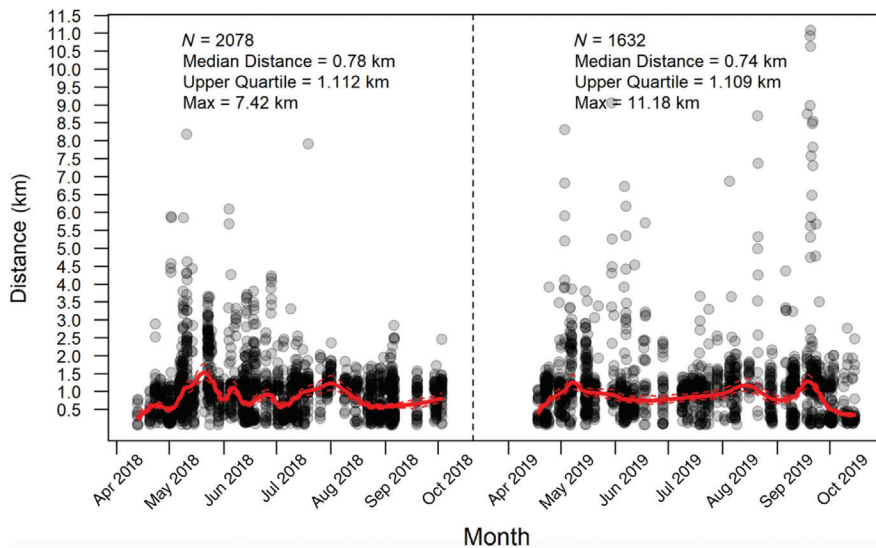 11.5
11.0
10.5
10.0
9.5
9.0
8.5
8.0
7.5
7.0
6.5
6.0
5.5
5.0
4.5
4.0
3.5
3.0
2.5
2.0
1.5
1.0
0.5
Distance (km)
N = 2078
Median Distance = 0.78 km
Upper Quartile = 1.112 km
Max = 7.42 km
N = 1632
Median Distance = 0.74 km
Upper Quartile = 1.109 km
Max = 11.18 km
Apr 2018
May 2018
Jun 2018
Jul 2018
Aug 2018
Sep 2018
Oct 2018
Apr 2019
May 2019
Jun 2019
Jul 2019
Aug 2019
Sep 2019
Oct 2019
Month